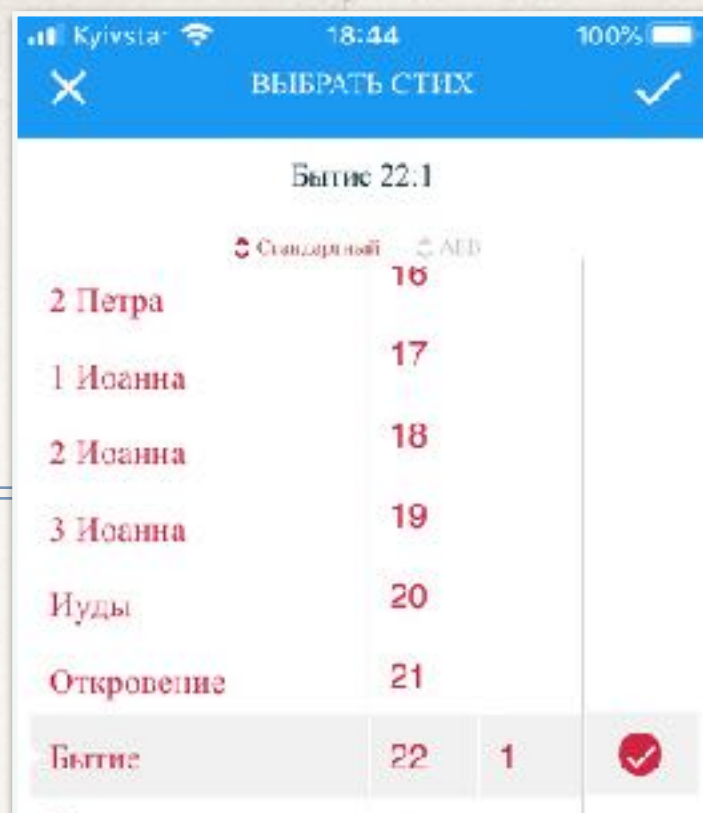 Kyivstar 18:44 100%
ВЫБРАТЬ СТИХ
Бытие 22:1
Стандартный
2 Петра 16
1 Иоанна 17
2 Иоанна 18
3 Иоанна 19
Иуды 20
Откровение 21
Бытие 22 1